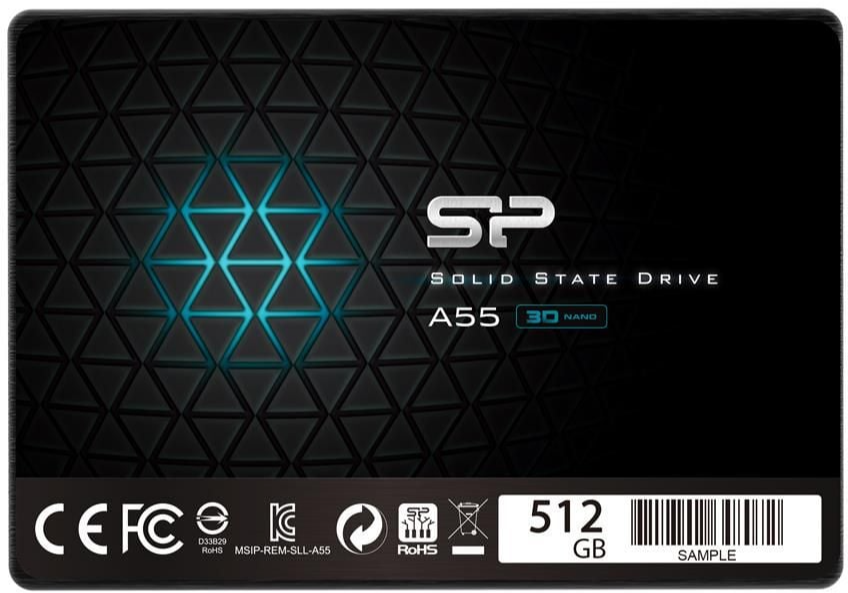 SP
SOLID STATE DRIVE
A55 3D NANO
CE FC D33B29 RoHS MSIP-REM-SLL-A55 SP RoHS
512 GB
SAMPLE